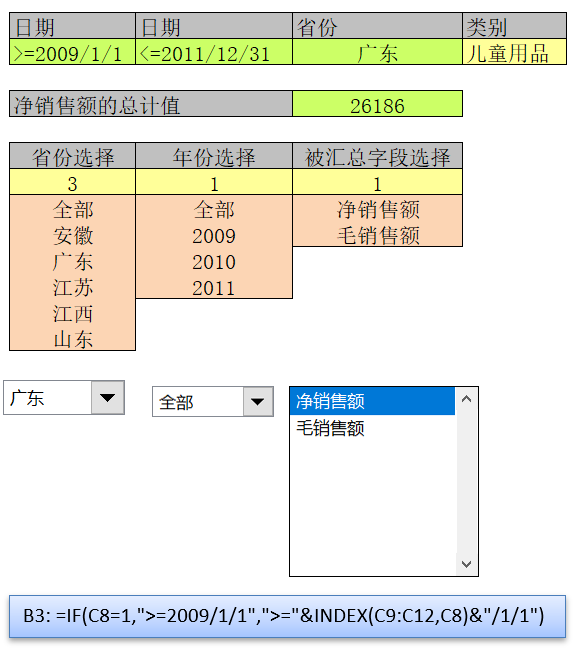 日期 日期 省份 类别
>=2009/1/1 <=2011/12/31 广东 儿童用品
净销售额的总计值 26186
省份选择 年份选择 被汇总字段选择
3 1 1
全部 全部 净销售额
安徽 2009 毛销售额
广东 2010
江苏 2011
江西
山东
广东 全部 净销售额
毛销售额
B3: =IF(C8=1,">=2009/1/1",">="&INDEX(C9:C12,C8)&"/1/1")